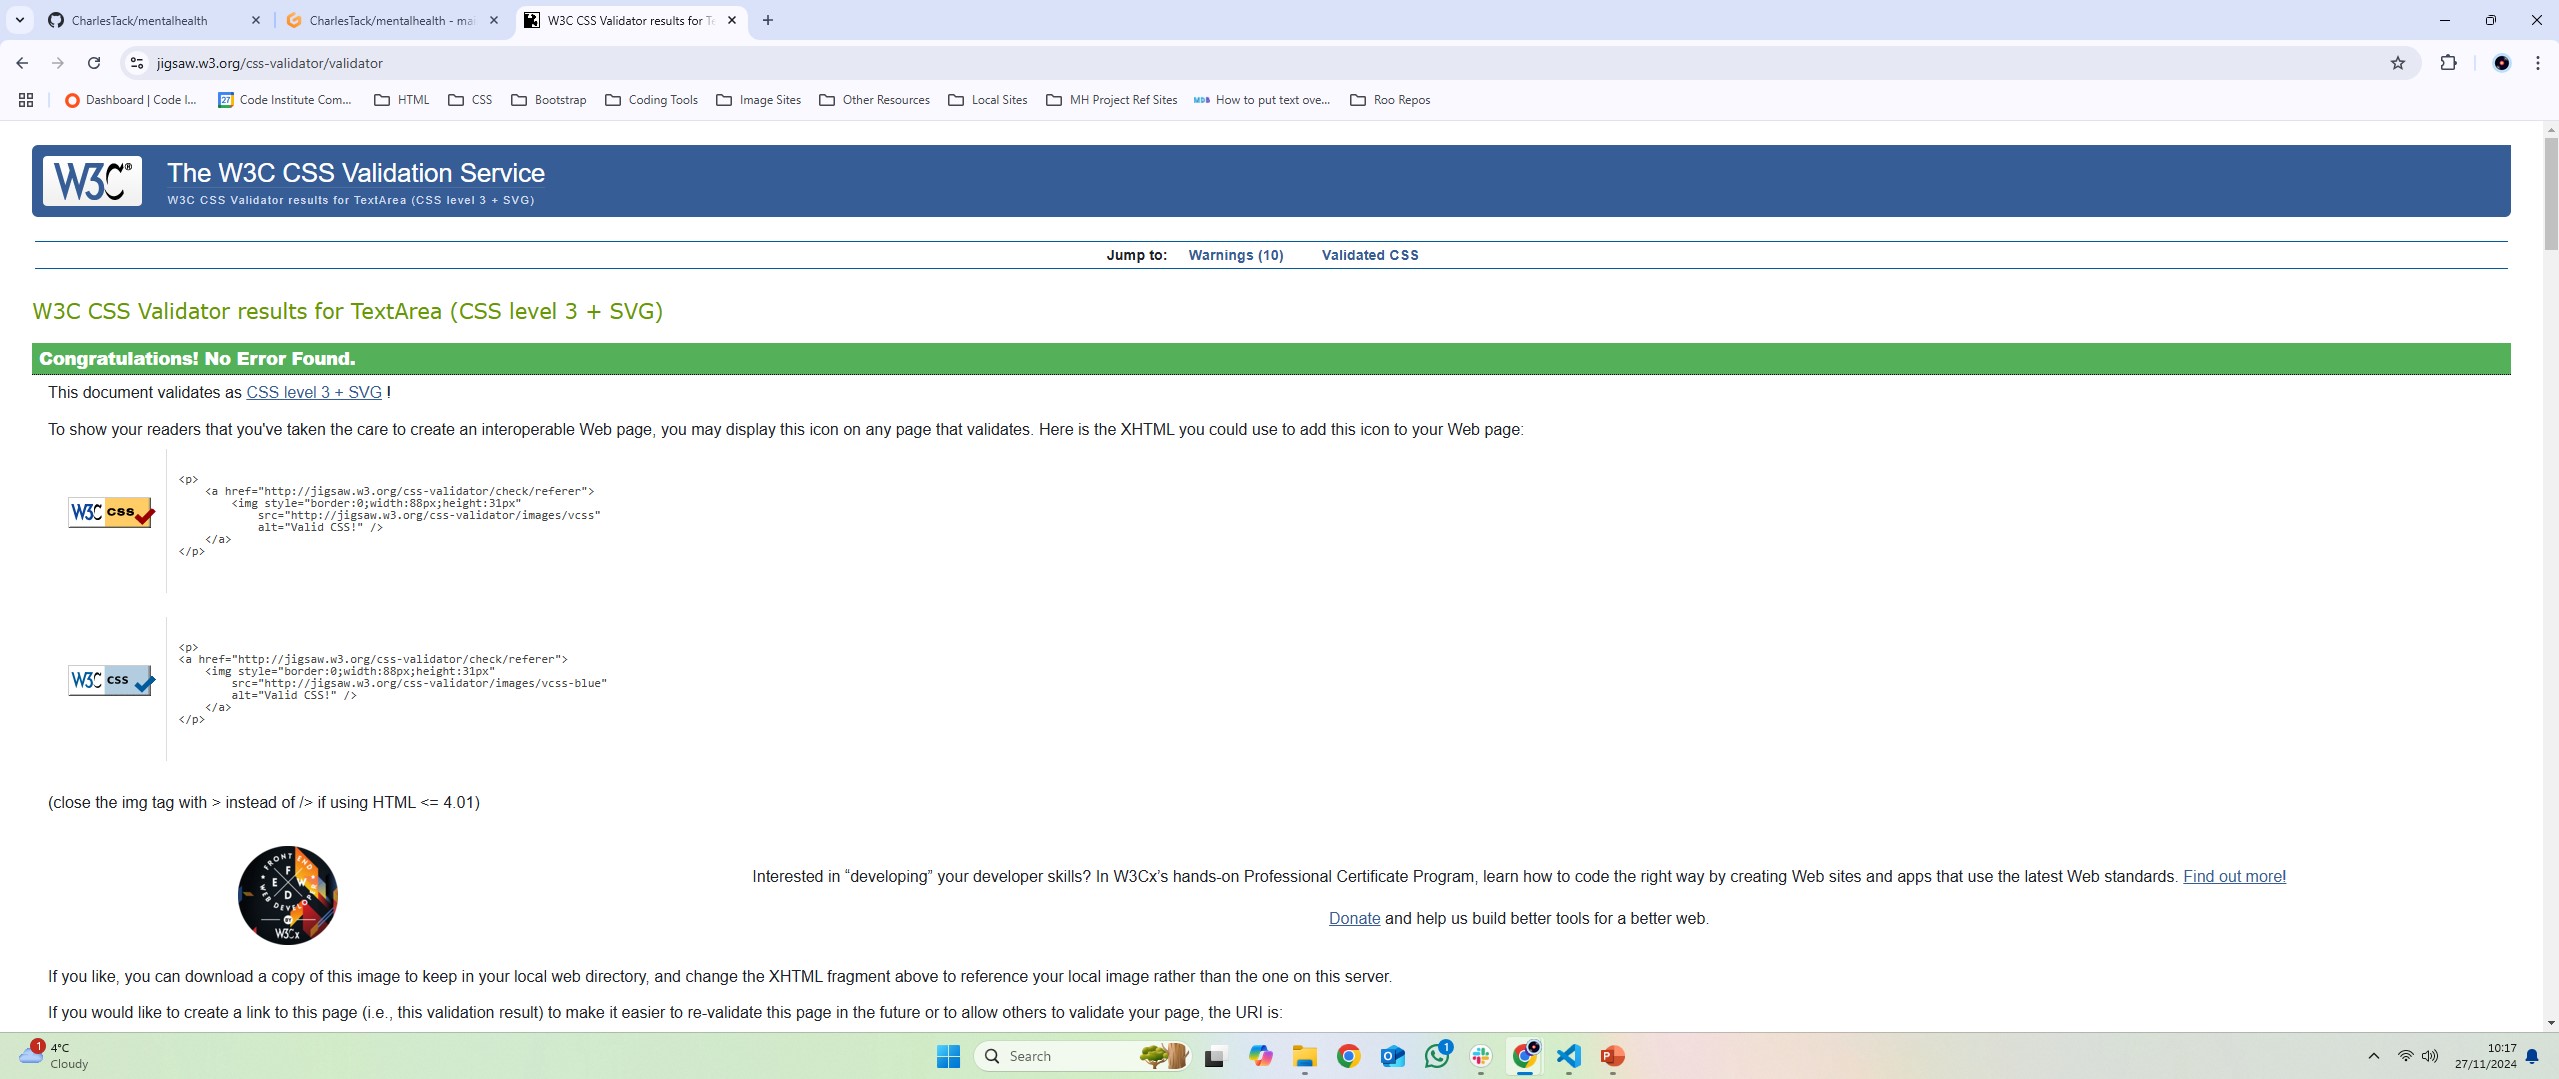 CharlesTack/mentalhealth
CharlesTack/mentalhealth - ma
W3C CSS Validator results for Te
jigsaw.w3.org/css-validator/validator
Dashboard | Code I...
27
Code Institute Com...
HTML
CSS
Bootstrap
Coding Tools
Image Sites
Other Resources
Local Sites
MH Project Ref Sites
MDB
How to put text ove...
Roo Repos
W3C®
The W3C CSS Validation Service
W3C CSS Validator results for TextArea (CSS level 3 + SVG)
Jump to: Warnings (10) Validated CSS
W3C CSS Validator results for TextArea (CSS level 3 + SVG)
Congratulations! No Error Found.
This document validates as CSS level 3 + SVG !
To show your readers that you've taken the care to create an interoperable Web page, you may display this icon on any page that validates. Here is the XHTML you could use to add this icon to your Web page:
W3C css
<p>
<a href="http://jigsaw.w3.org/css-validator/check/referer">
<img style="border:0;width:88px;height:31px"
src="http://jigsaw.w3.org/css-validator/images/vcss"
alt="Valid CSS!" />
</a>
</p>
W3C css
<p>
<a href="http://jigsaw.w3.org/css-validator/check/referer">
<img style="border:0;width:88px;height:31px"
src="http://jigsaw.w3.org/css-validator/images/vcss-blue"
alt="Valid CSS!" />
</a>
</p>
(close the img tag with > instead of /> if using HTML <= 4.01)
FRONT END
F E W D
WEB DEVELOPER
BY
W3Cx
Interested in “developing” your developer skills? In W3Cx’s hands-on Professional Certificate Program, learn how to code the right way by creating Web sites and apps that use the latest Web standards. Find out more!
Donate and help us build better tools for a better web.
If you like, you can download a copy of this image to keep in your local web directory, and change the XHTML fragment above to reference your local image rather than the one on this server.
If you would like to create a link to this page (i.e., this validation result) to make it easier to re-validate this page in the future or to allow others to validate your page, the URI is:
1
4°C
Cloudy
Search
1
10:17
27/11/2024